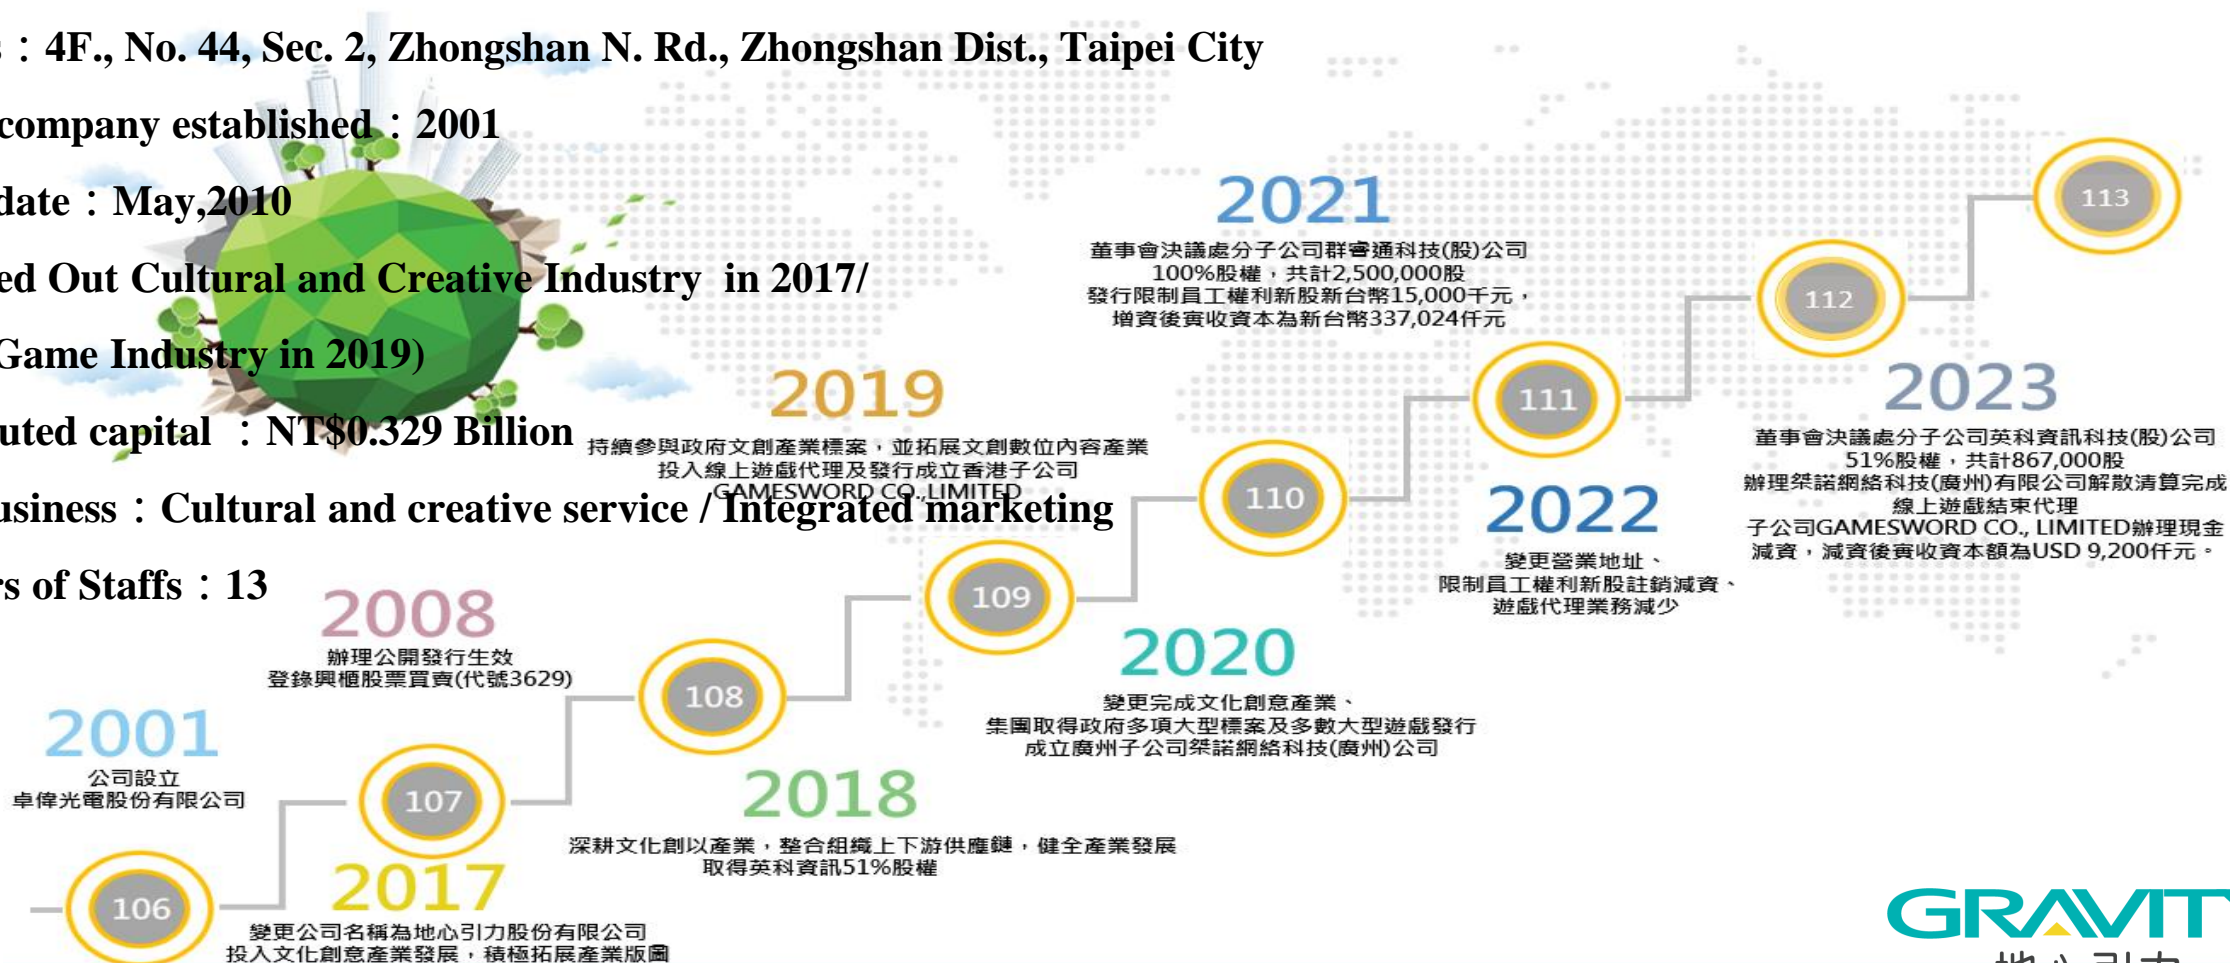 : 4F., No. 44, Sec. 2, Zhongshan N. Rd., Zhongshan Dist., Taipei City
company established：2001
date：May,2010
ed Out Cultural and Creative Industry in 2017/
Game Industry in 2019)
uted capital ：NT$0.329 Billion
usiness：Cultural and creative service / Integrated marketing
rs of Staffs：13
113
2021
董事會決議處分子公司群睿通科技(股)公司
100%股權，共計2,500,000股
發行限制員工權利新股新台幣15,000千元，
增資後實收資本為新台幣337,024仟元
112
2023
董事會決議處分子公司英科資訊科技(股)公司
51%股權，共計867,000股
辦理桀諾網絡科技(廣州)有限公司解散清算完成
線上遊戲結束代理
子公司GAMESWORD CO., LIMITED辦理現金
減資，減資後實收資本額為USD 9,200仟元。
111
2022
變更營業地址、
限制員工權利新股註銷減資、
遊戲代理業務減少
2019
持續參與政府文創產業標案，並拓展文創數位內容產業
投入線上遊戲代理及發行成立香港子公司
GAMESWORD CO.,LIMITED
110
109
2020
變更完成文化創意產業、
集團取得政府多項大型標案及多數大型遊戲發行
成立廣州子公司桀諾網絡科技(廣州)公司
2008
辦理公開發行生效
登錄興櫃股票買賣(代號3629)
108
2018
深耕文化創以產業，整合組織上下游供應鏈，健全產業發展
取得英科資訊51%股權
2001
公司設立
卓偉光電股份有限公司
107
2017
變更公司名稱為地心引力股份有限公司
投入文化創意產業發展，積極拓展產業版圖
106
GRAVITY
地心引力